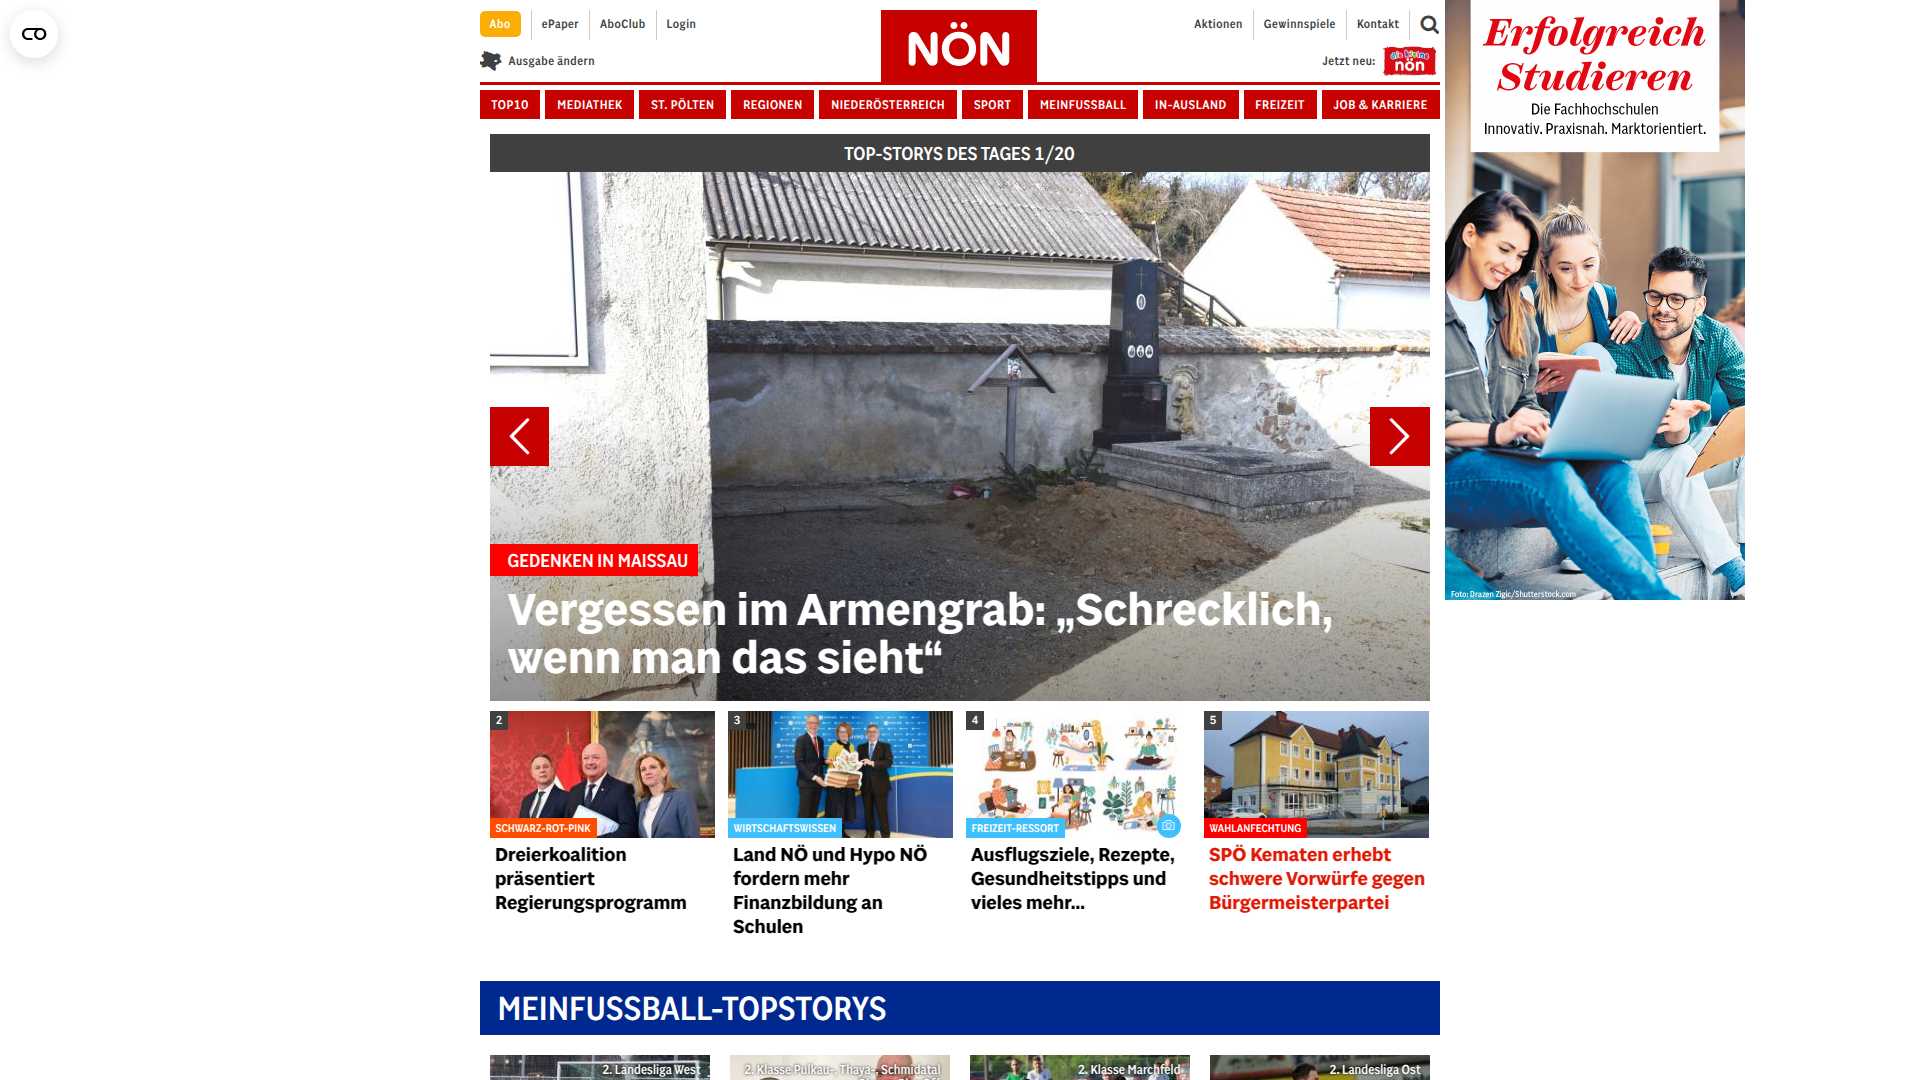 Abo
ePaper
AboClub
Login
NÖN
Aktionen
Gewinnspiele
Kontakt
Ausgabe ändern
Jetzt neu:
die kleine
nön
TOP10
MEDIATHEK
ST. PÖLTEN
REGIONEN
NIEDERÖSTERREICH
SPORT
MEINFUSSBALL
IN-AUSLAND
FREIZEIT
JOB & KARRIERE
TOP-STORYS DES TAGES 1/20
GEDENKEN IN MAISSAU
Vergessen im Armengrab: „Schrecklich,
wenn man das sieht“
2
SCHWARZ-ROT-PINK
Dreierkoalition
präsentiert
Regierungsprogramm
3
WIRTSCHAFTSWISSEN
Land NÖ und Hypo NÖ
fordern mehr
Finanzbildung an
Schulen
4
FREIZEIT-RESSORT
Ausflugsziele, Rezepte,
Gesundheitstipps und
vieles mehr...
5
WAHLANFECHTUNG
SPÖ Kematen erhebt
schwere Vorwürfe gegen
Bürgermeisterpartei
MEINFUSSBALL-TOPSTORYS
2. Landesliga West
2. Klasse Pulkau-, Thaya-, Schmidatal
2. Klasse Marchfeld
2. Landesliga Ost
Erfolgreich
Studieren
Die Fachhochschulen
Innovativ. Praxisnah. Marktorientiert.
Foto: Drazen Zigic/Shutterstock.com